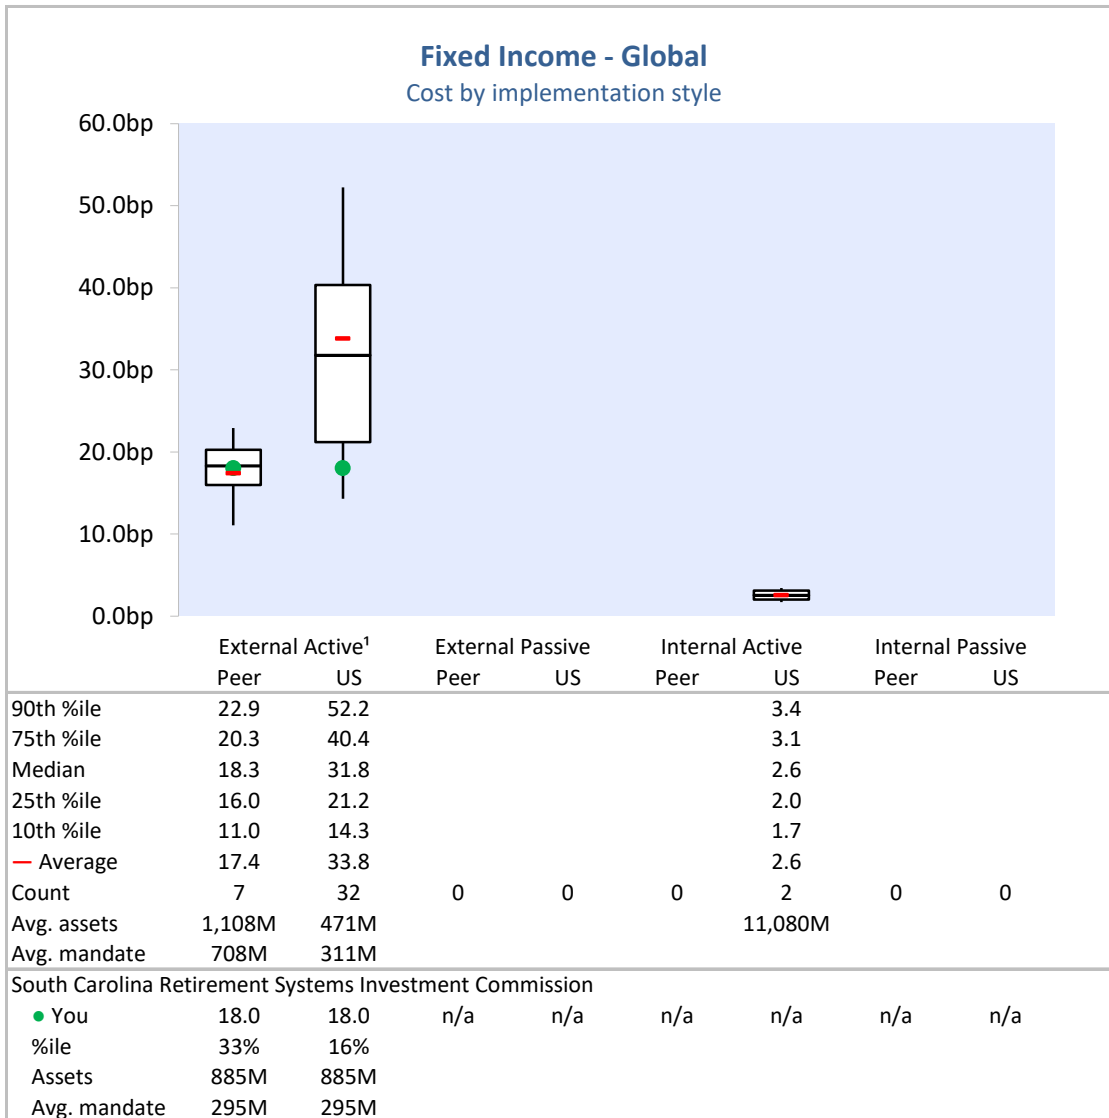 Fixed Income - Global
Cost by implementation style
60.0bp
50.0bp
40.0bp
30.0bp
20.0bp
10.0bp
0.0bp
External Active¹ External Passive Internal Active Internal Passive
Peer US Peer US Peer US Peer US
90th %ile 22.9 52.2 3.4
75th %ile 20.3 40.4 3.1
Median 18.3 31.8 2.6
25th %ile 16.0 21.2 2.0
10th %ile 11.0 14.3 1.7
— Average 17.4 33.8 2.6
Count 7 32 0 0 0 2 0 0
Avg. assets 1,108M 471M 11,080M
Avg. mandate 708M 311M
South Carolina Retirement Systems Investment Commission
● You 18.0 18.0 n/a n/a n/a n/a n/a n/a
%ile 33% 16%
Assets 885M 885M
Avg. mandate 295M 295M